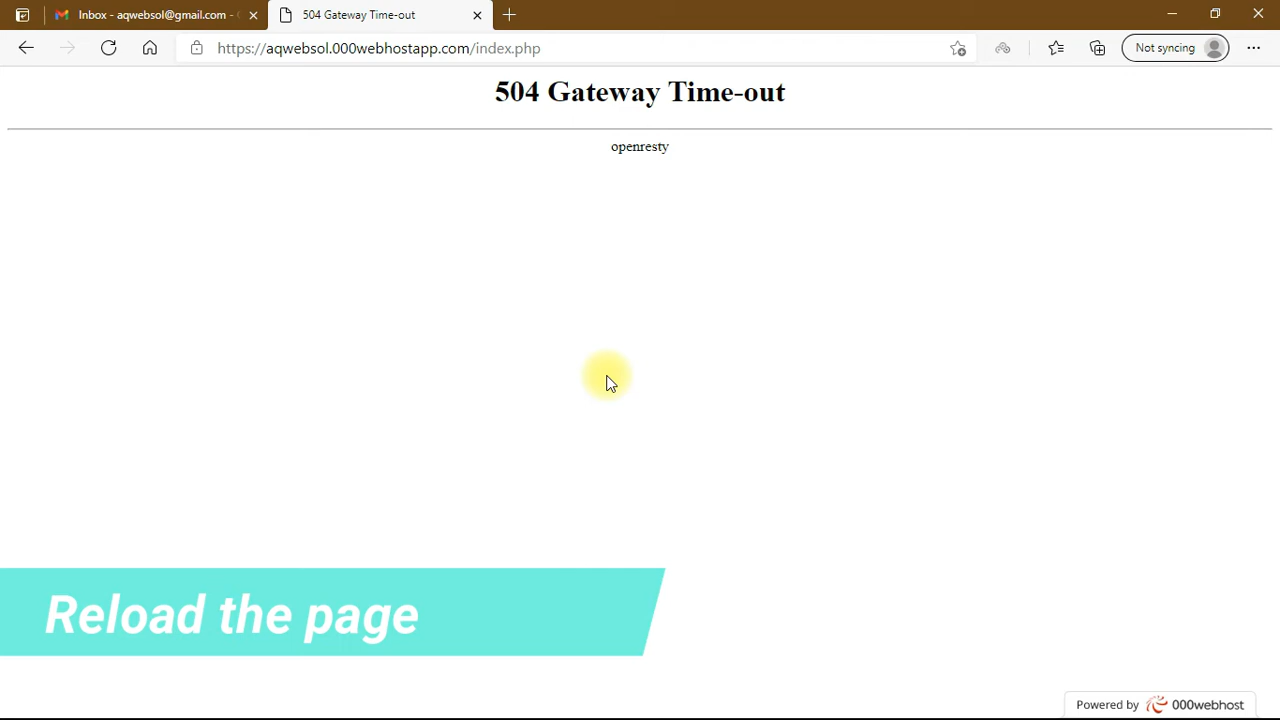 Inbox - aqwebsol@gmail.com -
504 Gateway Time-out
https://aqwebsol.000webhostapp.com/index.php
Not syncing
504 Gateway Time-out
openresty
Reload the page
Powered by 000webhost